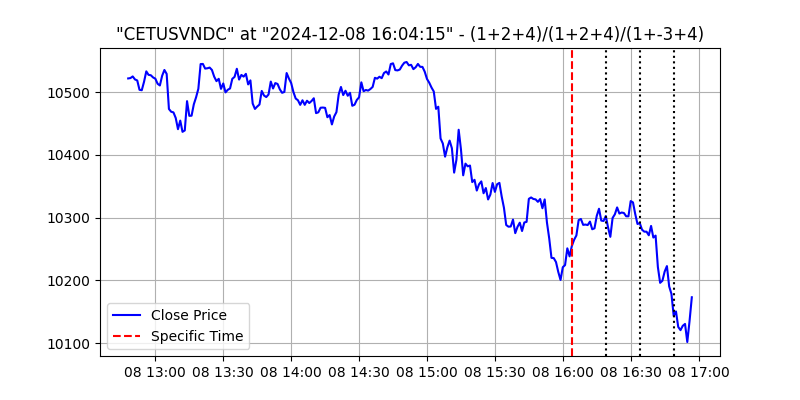 "CETUSVNDC" at "2024-12-08 16:04:15" - (1+2+4)/(1+2+4)/(1+-3+4)
10500
10400
10300
10200
10100
Close Price
Specific Time
08 13:00 08 13:30 08 14:00 08 14:30 08 15:00 08 15:30 08 16:00 08 16:30 08 17:00